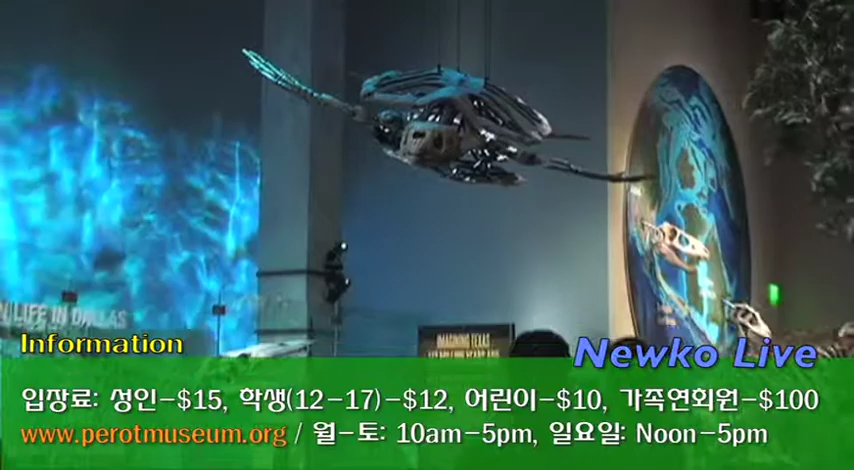 LIFE IN DALLAS
IMAGINING TEXAS
Information
Newko Live
입장료: 성인-$15, 학생(12-17)-$12, 어린이-$10, 가족연회원-$100
www.perotmuseum.org / 월-토: 10am-5pm, 일요일: Noon-5pm